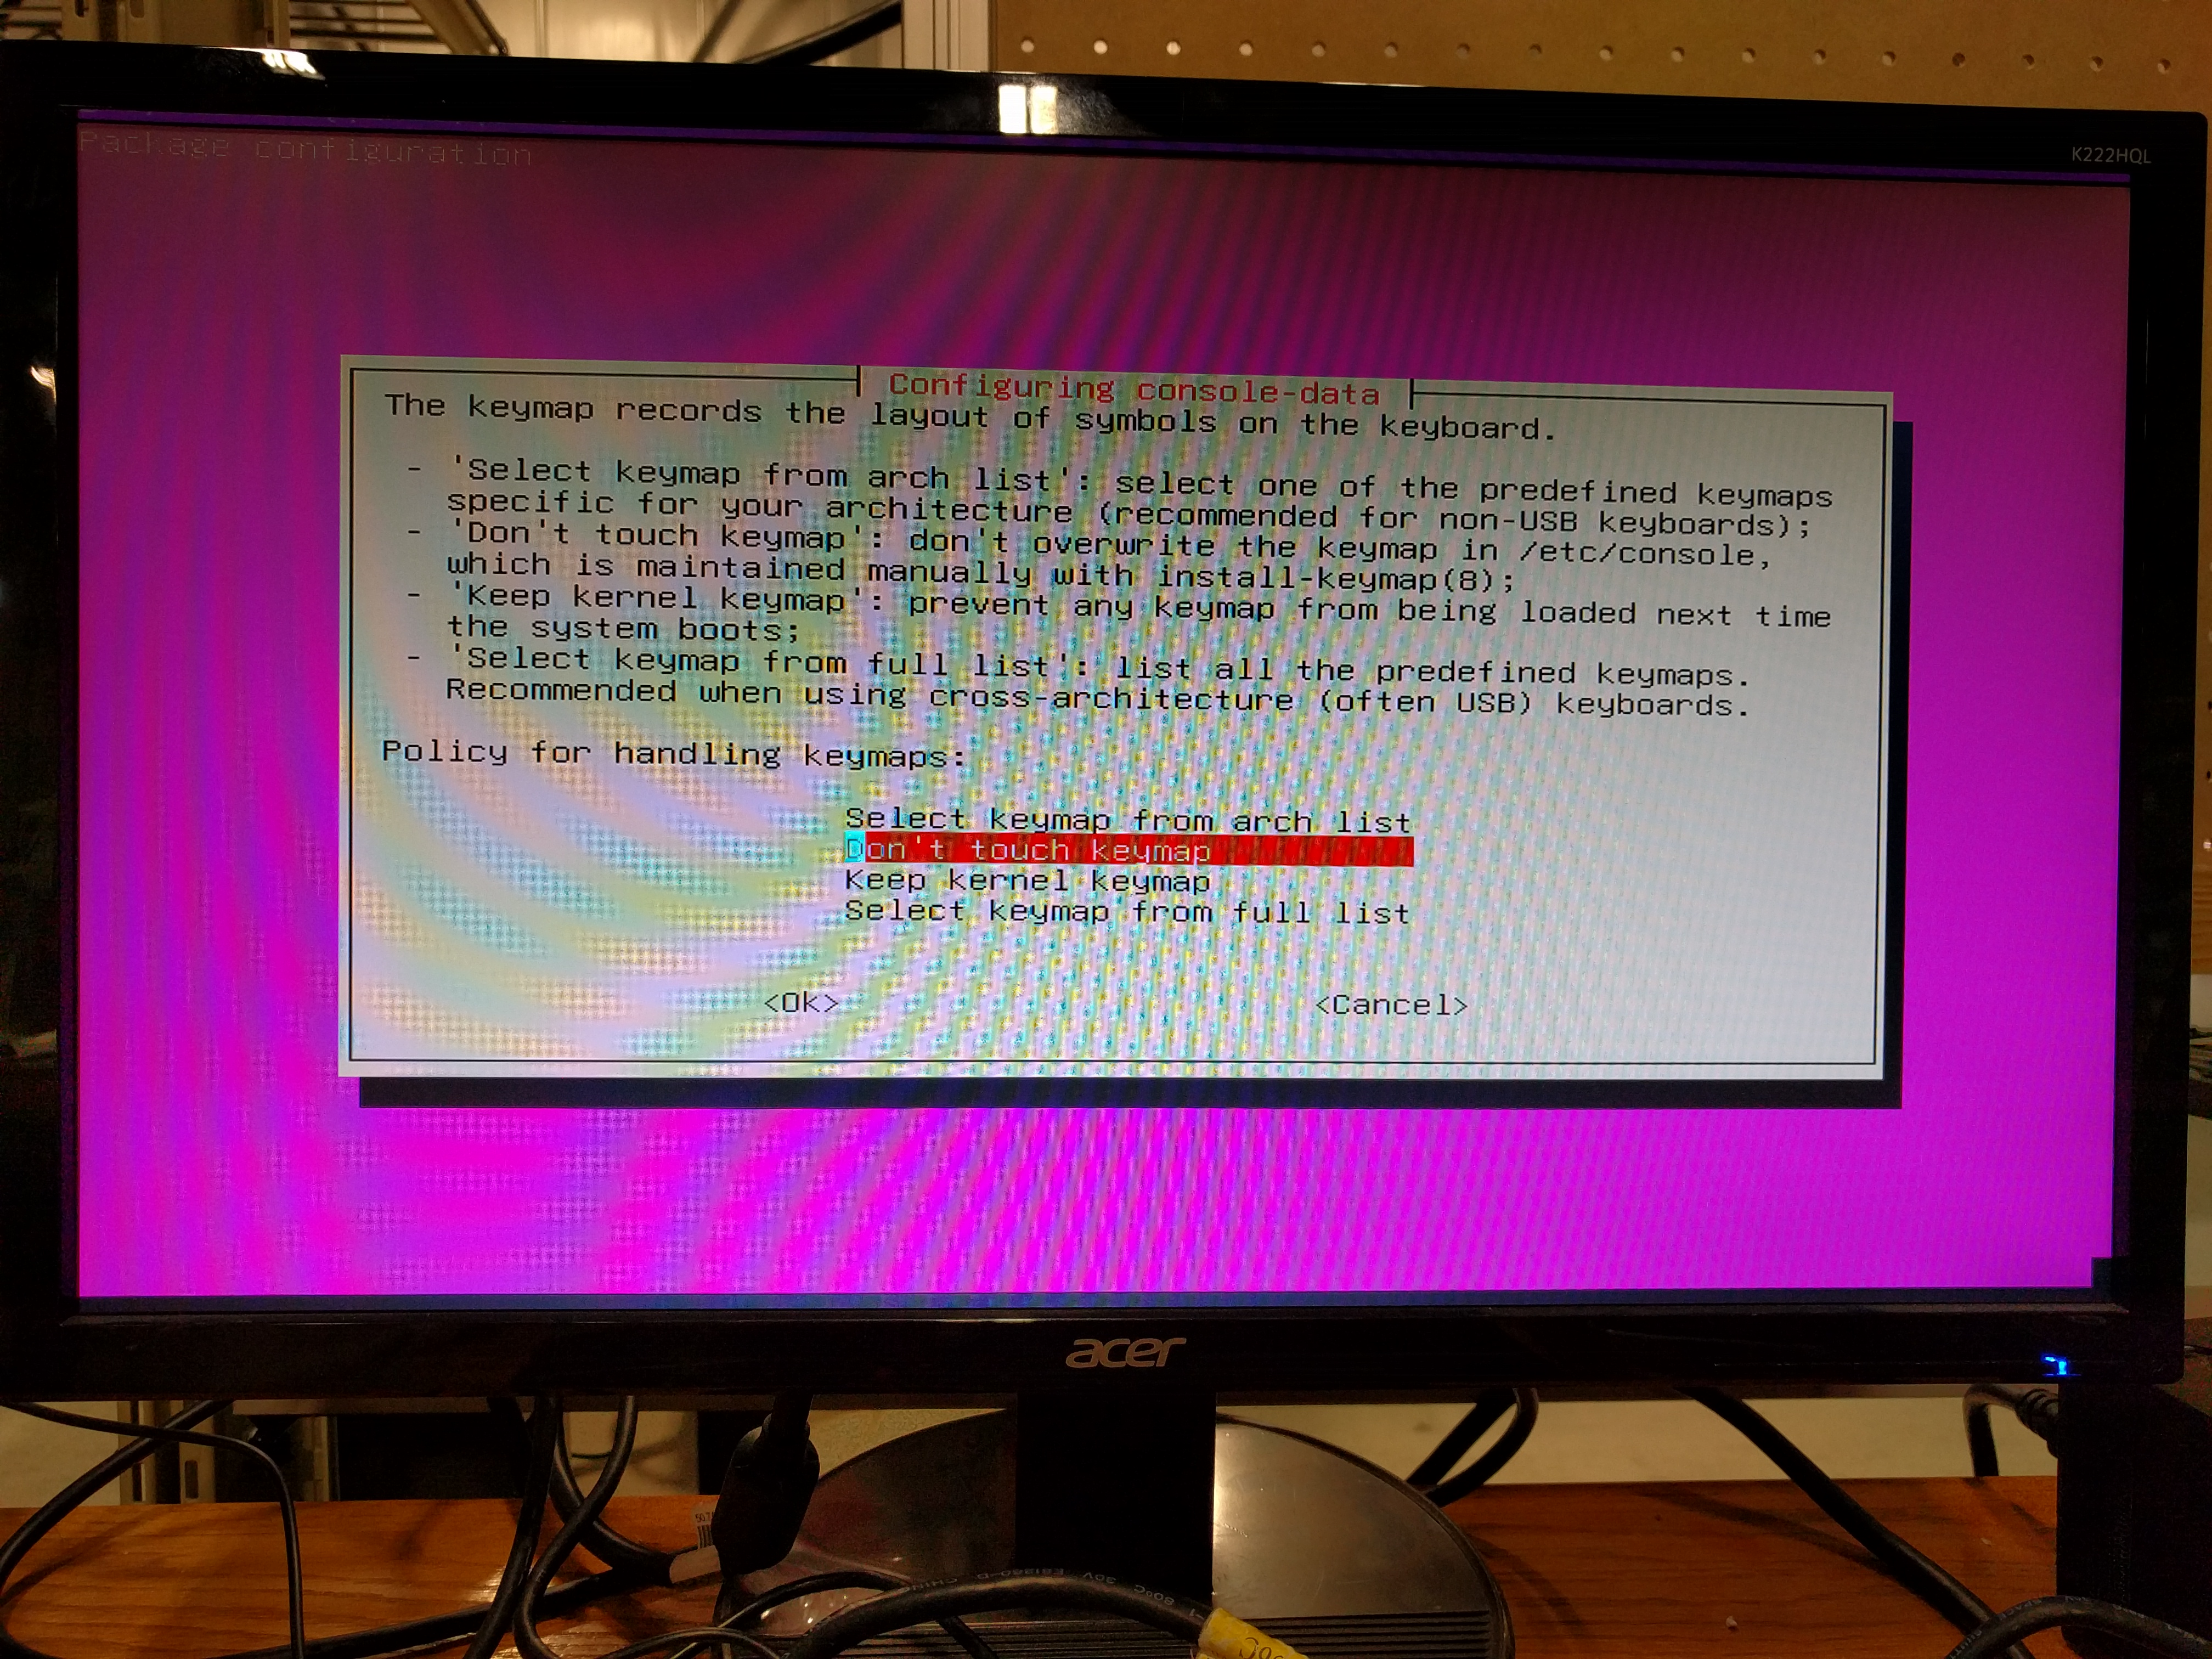 Package configuration
K222HQL
Configuring console-data
The keymap records the layout of symbols on the keyboard.
- 'Select keymap from arch list': select one of the predefined keymaps
specific for your architecture (recommended for non-USB keyboards);
- 'Don't touch keymap': don't overwrite the keymap in /etc/console,
which is maintained manually with install-keymap(8);
- 'Keep kernel keymap': prevent any keymap from being loaded next time
the system boots;
- 'Select keymap from full list': list all the predefined keymaps.
Recommended when using cross-architecture (often USB) keyboards.
Policy for handling keymaps:
Select keymap from arch list
Don't touch keymap
Keep kernel keymap
Select keymap from full list
<Ok> <Cancel>
acer